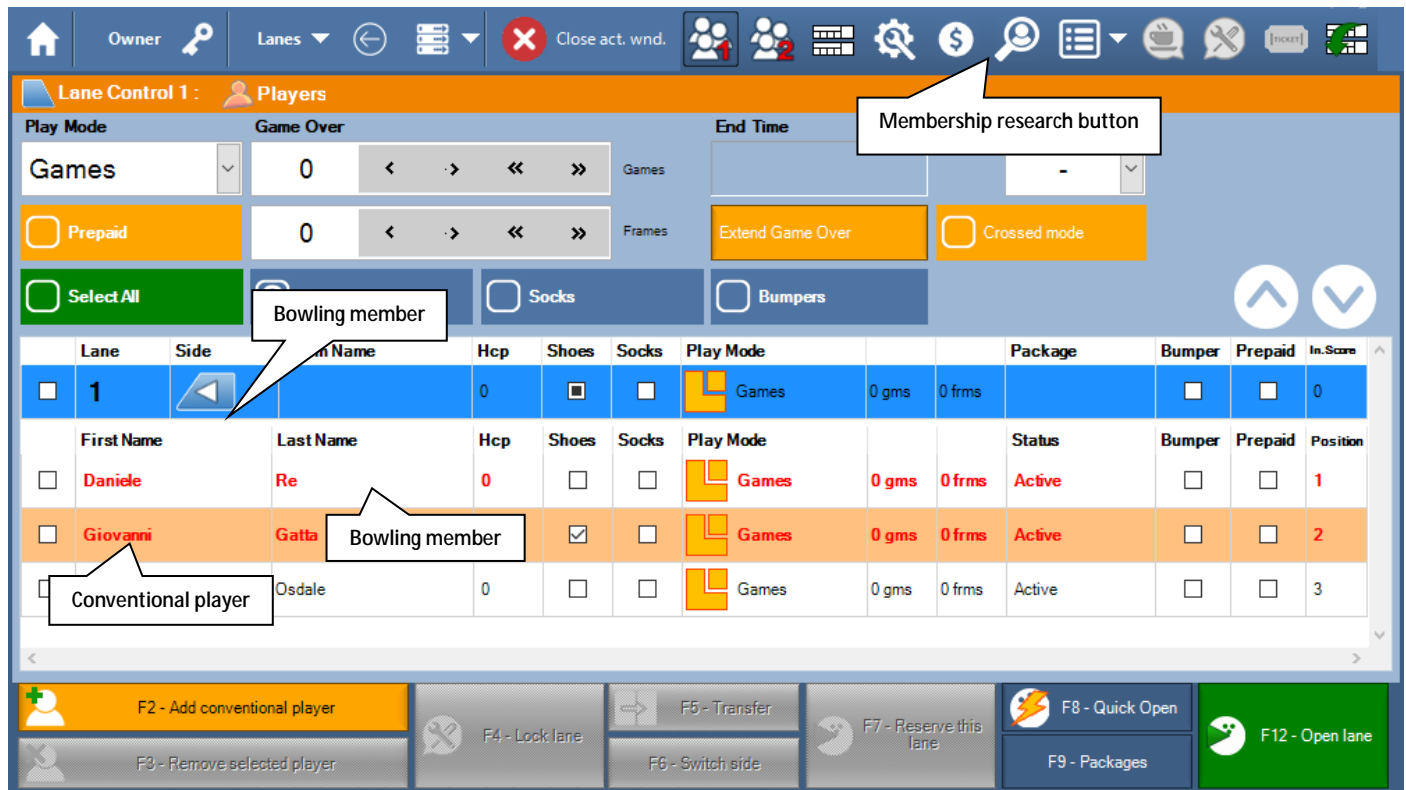 Owner
Lanes
Close act. wnd.
1
2
$
[TICKET]
Lane Control 1 :
Players
Membership research button
Play Mode
Game Over
End Time
Games
0
Games
-
Prepaid
0
Frames
Extend Game Over
Crossed mode
Select All
Socks
Bumpers
Bowling member
Lane
Side
Name
Hcp
Shoes
Socks
Play Mode
Package
Bumper
Prepaid
In.Score
1
0
Games
0 gms
0 frms
0
First Name
Last Name
Hcp
Shoes
Socks
Play Mode
Status
Bumper
Prepaid
Position
Daniele
Re
0
Games
0 gms
0 frms
Active
1
Giovanni
Gatta
Bowling member
Games
0 gms
0 frms
Active
2
Conventional player
Osdale
0
Games
0 gms
0 frms
Active
3
F2 - Add conventional player
F3 - Remove selected player
F4 - Lock lane
F5 - Transfer
F6 - Switch side
F7 - Reserve this
lane
F8 - Quick Open
F9 - Packages
F12 - Open lane